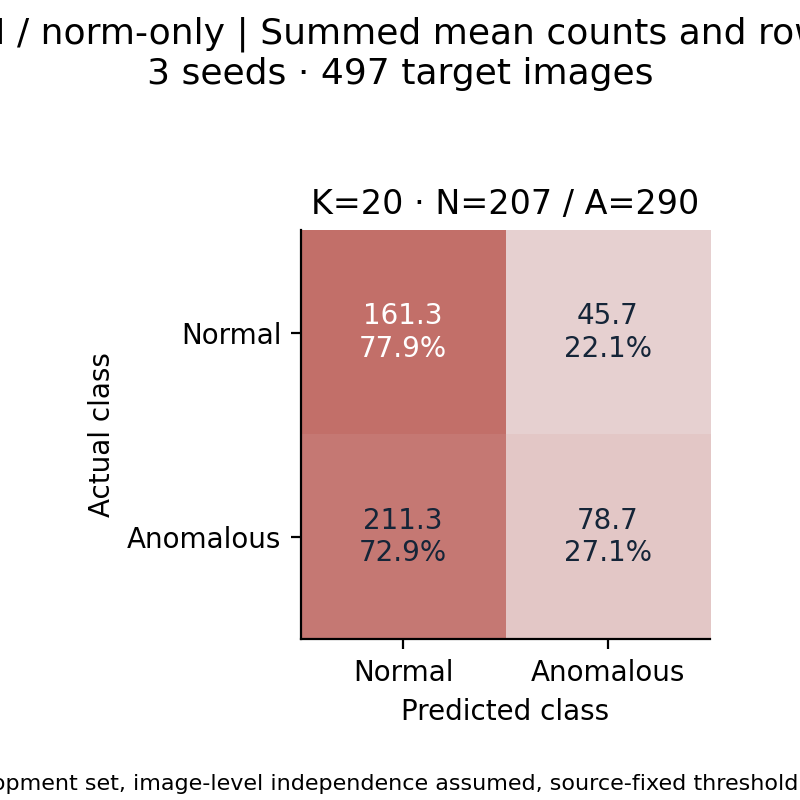 / norm-only | Summed mean counts and
3 seeds · 497 target images
K=20 · N=207 / A=290
Actual class
Normal
161.3
77.9%
45.7
22.1%
Anomalous
211.3
72.9%
78.7
27.1%
Normal Anomalous
Predicted class
set, image-level independence assumed, source-fixed threshold